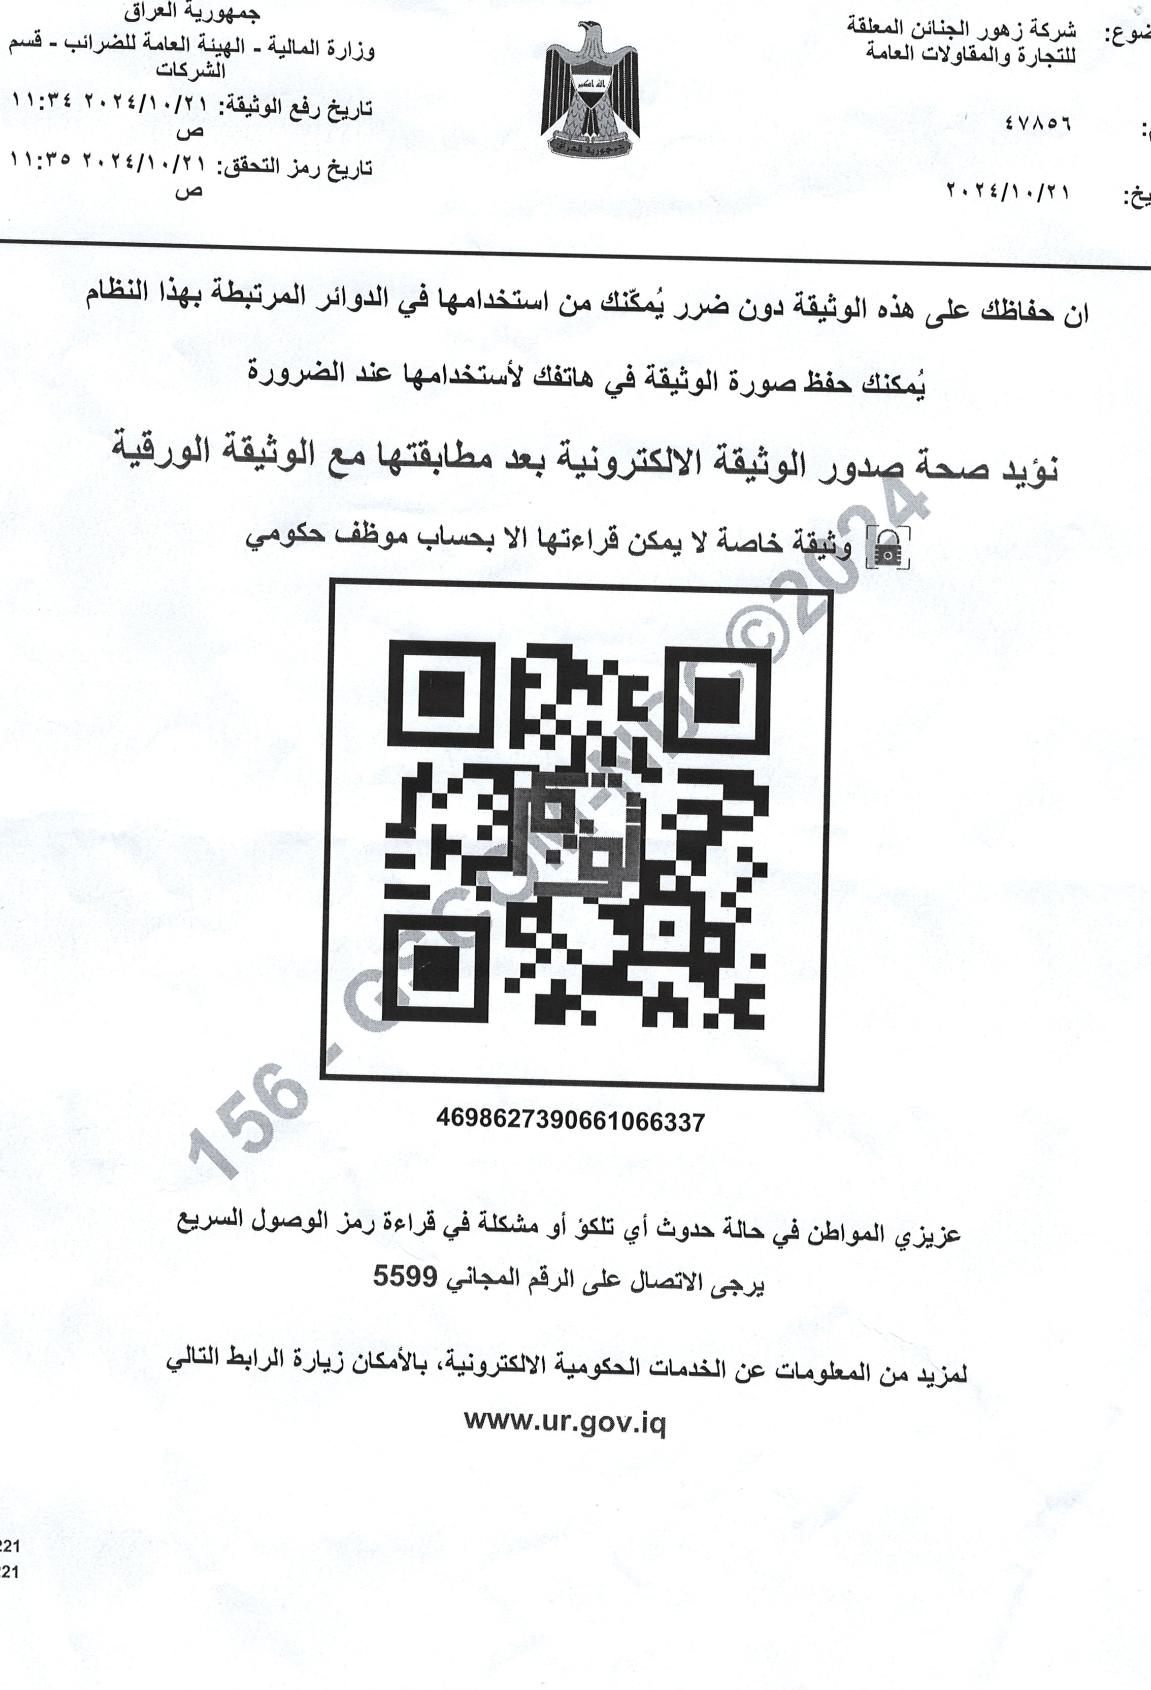 ضوع: شركة زهور الجنائن المعلقة
للتجارة والمقاولات العامة
٤٧٨٥٦
يخ: ٢٠٢٤/١٠/٢١
الله اكبر
جمهورية العراق
جمهورية العراق
وزارة المالية - الهيئة العامة للضرائب - قسم
الشركات
تاريخ رفع الوثيقة: ٢٠٢٤/١٠/٢١ ١١:٣٤
ص
تاريخ رمز التحقق: ٢٠٢٤/١٠/٢١ ١١:٣٥
ص
ان حفاظك على هذه الوثيقة دون ضرر يُمكّنك من استخدامها في الدوائر المرتبطة بهذا النظام
يُمكنك حفظ صورة الوثيقة في هاتفك لأستخدامها عند الضرورة
نؤيد صحة صدور الوثيقة الالكترونية بعد مطابقتها مع الوثيقة الورقية
وثيقة خاصة لا يمكن قراءتها الا بحساب موظف حكومي
156 - GSCOM-NDC©2024
4698627390661066337
عزيزي المواطن في حالة حدوث أي تلكؤ أو مشكلة في قراءة رمز الوصول السريع
يرجى الاتصال على الرقم المجاني 5599
لمزيد من المعلومات عن الخدمات الحكومية الالكترونية، بالأمكان زيارة الرابط التالي
www.ur.gov.iq
221
21